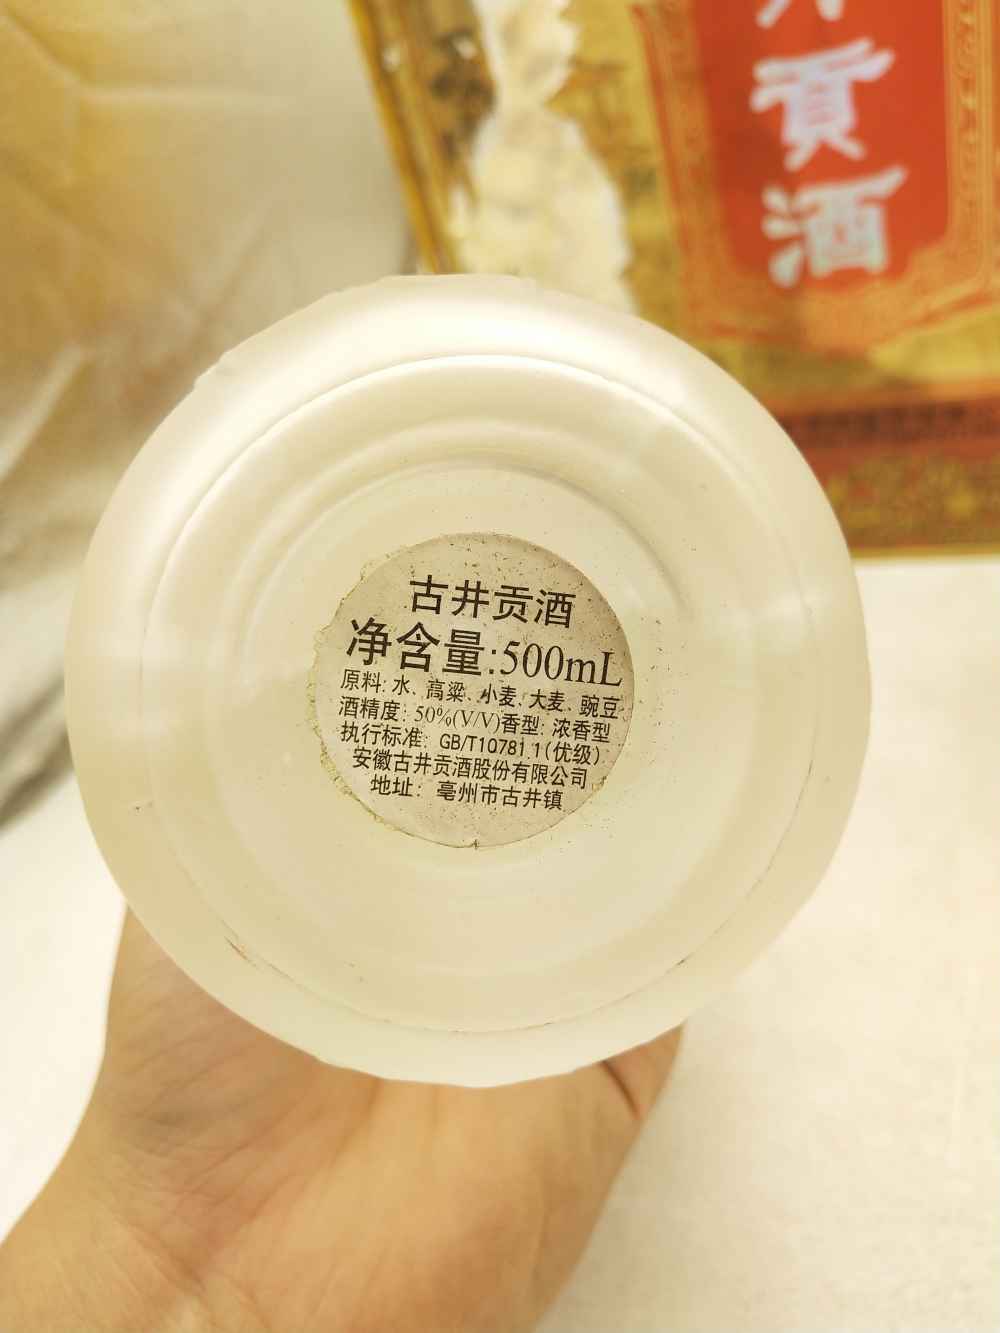 貢
酒
古井贡酒
净含量:500mL
原料: 水、高粱、小麦、大麦、豌豆
酒精度: 50%(V/V)香型: 浓香型
执行标准: GB/T10781.1(优级)
安徽古井贡酒股份有限公司
地址: 亳州市古井镇